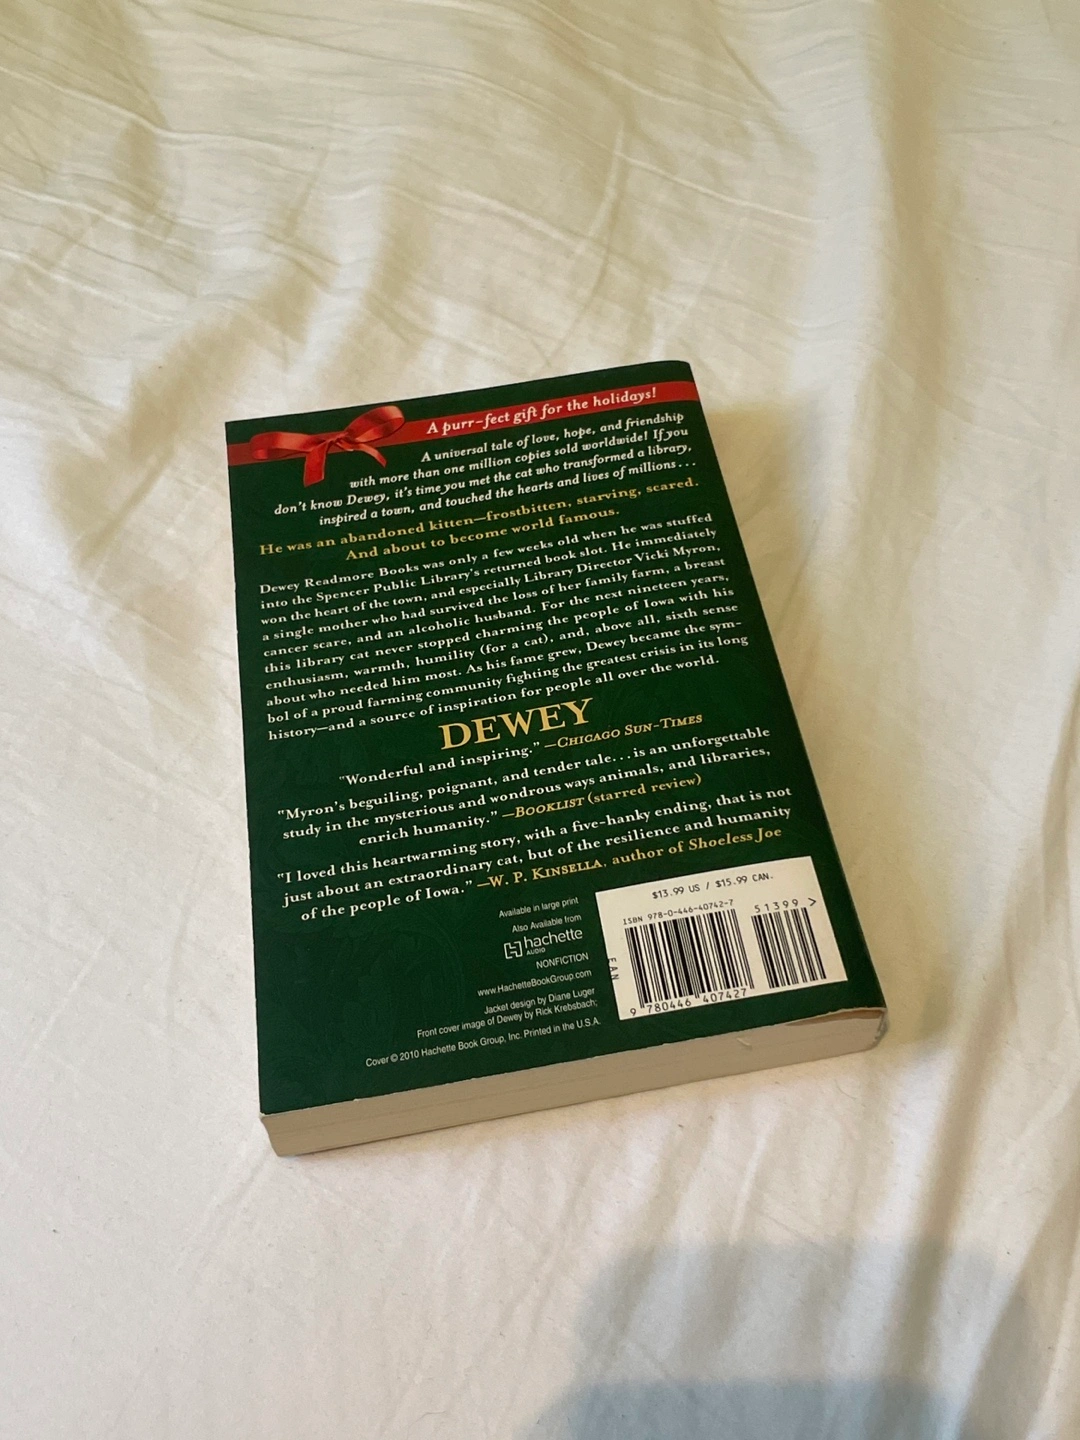 A purr-fect gift for the holidays!
A universal tale of love, hope, and friendship
with more than one million copies sold worldwide! If you
don't know Dewey, it's time you met the cat who transformed a library,
inspired a town, and touched the hearts and lives of millions...
He was an abandoned kitten—frostbitten, starving, scared.
And about to become world famous.
Dewey Readmore Books was only a few weeks old when he was stuffed
into the Spencer Public Library's returned book slot. He immediately
won the heart of the town, and especially Library Director Vicki Myron,
a single mother who had survived the loss of her family farm, a breast
cancer scare, and an alcoholic husband. For the next nineteen years,
this library cat never stopped charming the people of Iowa with his
enthusiasm, warmth, humility (for a cat), and, above all, sixth sense
about who needed him most. As his fame grew, Dewey became the sym-
bol of a proud farming community fighting the greatest crisis in its long
history—and a source of inspiration for people all over the world.
DEWEY
"Wonderful and inspiring." —CHICAGO SUN-TIMES
"Myron's beguiling, poignant, and tender tale...is an unforgettable
study in the mysterious and wondrous ways animals, and libraries,
enrich humanity." —BOOKLIST (starred review)
"I loved this heartwarming story, with a five-hanky ending, that is not
just about an extraordinary cat, but of the resilience and humanity
of the people of Iowa." —W. P. KINSELLA, author of Shoeless Joe
Available in large print
Also Available from
hachette
AUDIO
NONFICTION
www.HachetteBookGroup.com
Jacket design by Diane Luger
Front cover image of Dewey by Rick Krebsbach;
Cover © 2010 Hachette Book Group, Inc. Printed in the U.S.A.
$13.99 US / $15.99 CAN.
ISBN 978-0-446-40742-7
51399 >
EAN
9 780446 407427